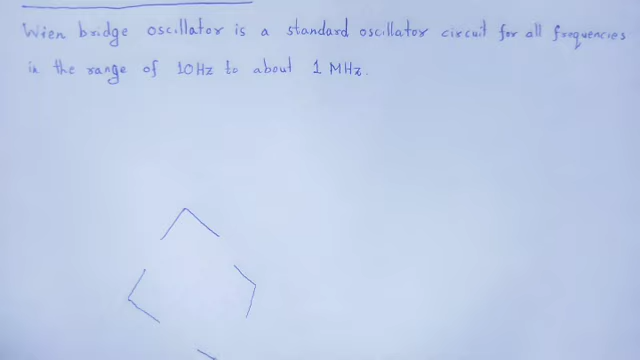 Wien bridge oscillator is a standard oscillator circuit for all frequencies
in the range of 10Hz to about 1 MHz.